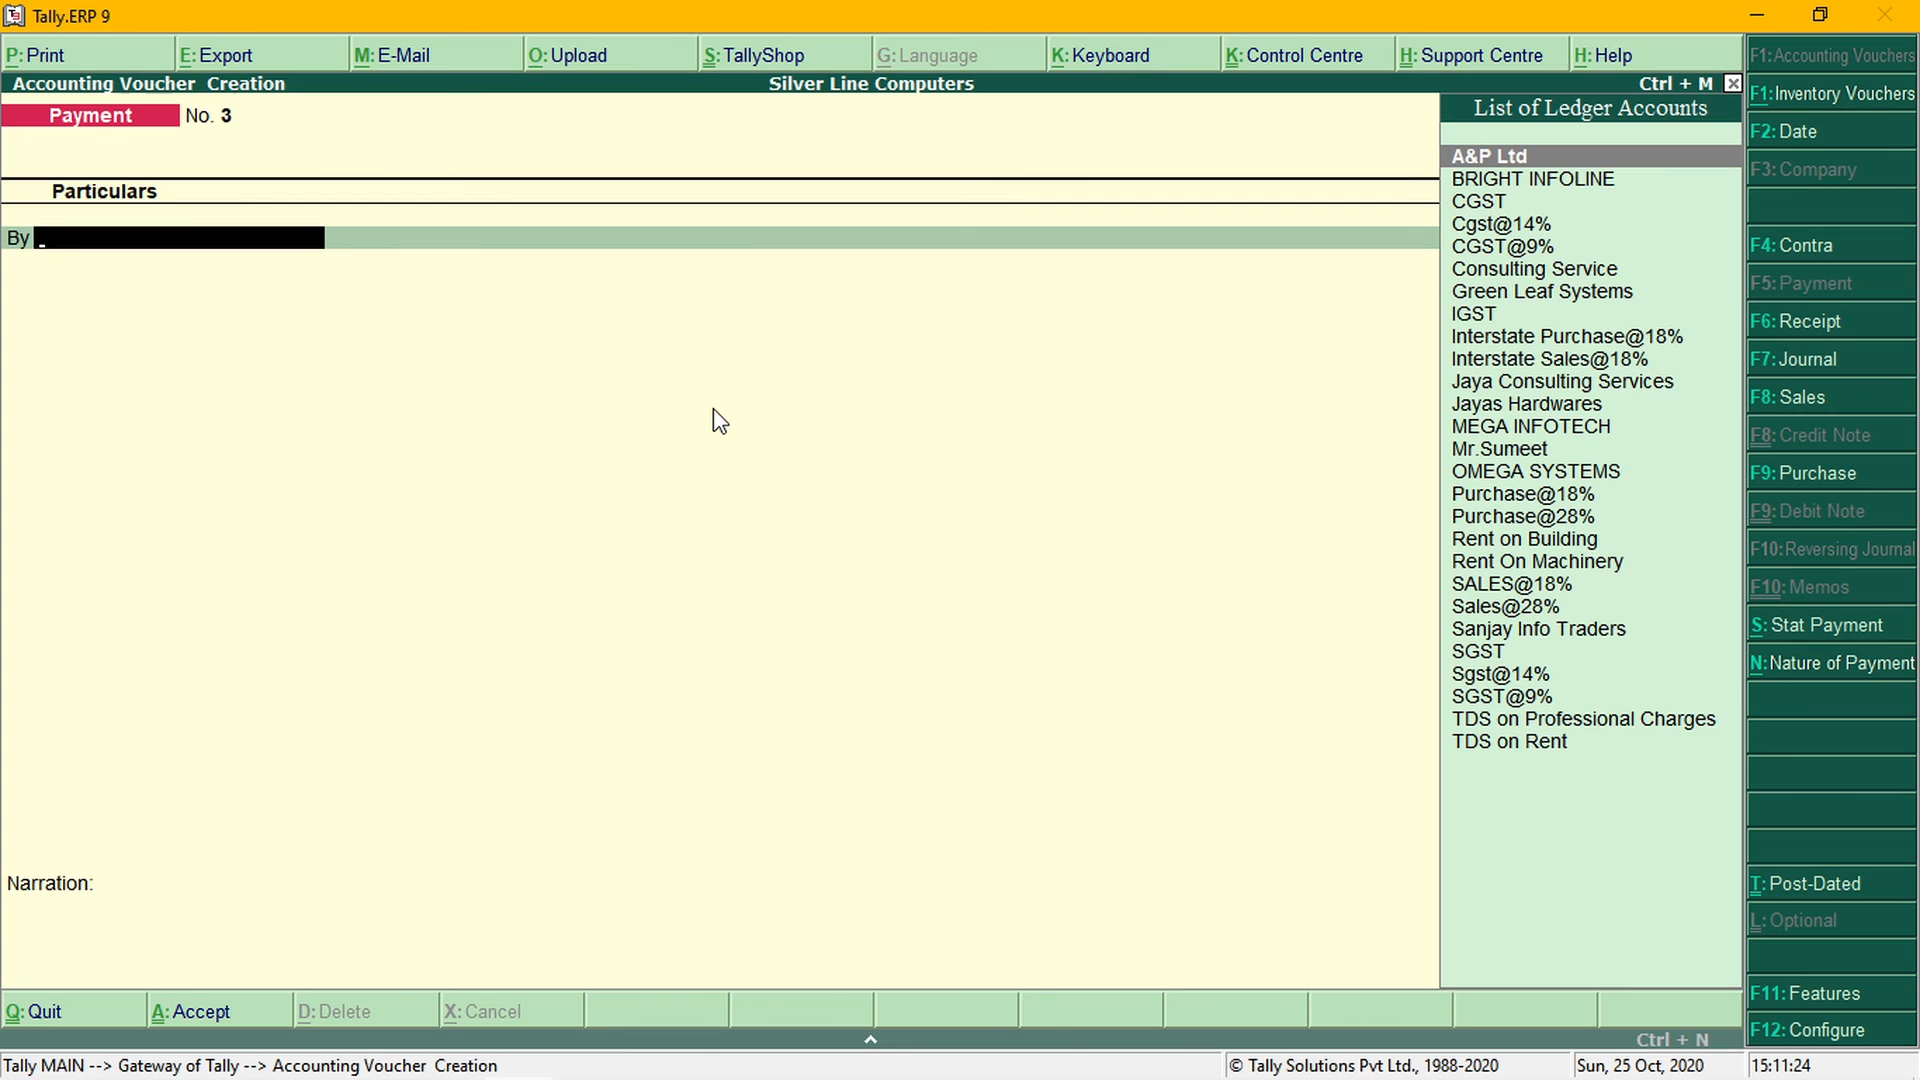 Tally.ERP 9
P: Print
E: Export
M: E-Mail
O: Upload
S: TallyShop
G: Language
K: Keyboard
K: Control Centre
H: Support Centre
H: Help
Accounting Voucher Creation
Silver Line Computers
Ctrl + M
Payment
No. 3
Particulars
By
Narration:
List of Ledger Accounts
A&P Ltd
BRIGHT INFOLINE
CGST
Cgst@14%
CGST@9%
Consulting Service
Green Leaf Systems
IGST
Interstate Purchase@18%
Interstate Sales@18%
Jaya Consulting Services
Jayas Hardwares
MEGA INFOTECH
Mr.Sumeet
OMEGA SYSTEMS
Purchase@18%
Purchase@28%
Rent on Building
Rent On Machinery
SALES@18%
Sales@28%
Sanjay Info Traders
SGST
Sgst@14%
SGST@9%
TDS on Professional Charges
TDS on Rent
F1: Accounting Vouchers
F1: Inventory Vouchers
F2: Date
F3: Company
F4: Contra
F5: Payment
F6: Receipt
F7: Journal
F8: Sales
F8: Credit Note
F9: Purchase
F9: Debit Note
F10: Reversing Journal
F10: Memos
S: Stat Payment
N: Nature of Payment
T: Post-Dated
L: Optional
F11: Features
F12: Configure
Q: Quit
A: Accept
D: Delete
X: Cancel
Ctrl + N
Tally MAIN --> Gateway of Tally --> Accounting Voucher Creation
© Tally Solutions Pvt Ltd., 1988-2020
Sun, 25 Oct, 2020
15:11:24